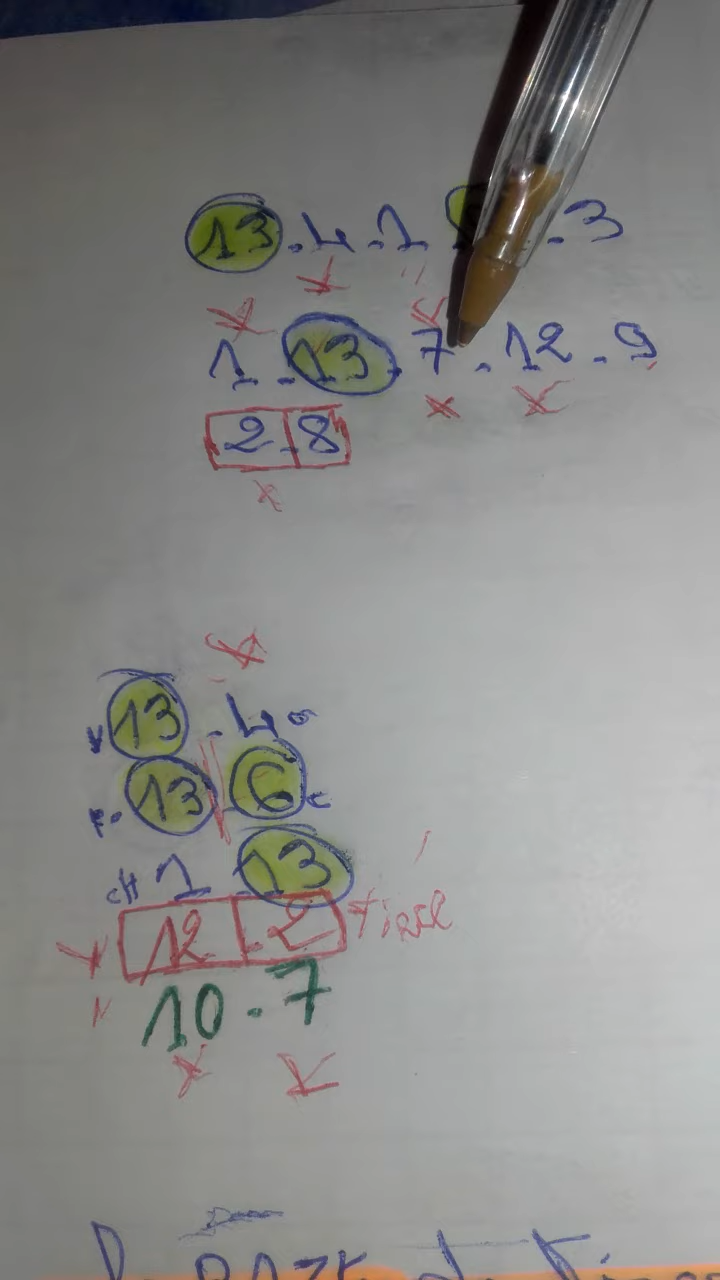 13 . 4 . 1 . 3
1 . 13 . 7 . 12 . 9
2 . 8
13 . 4
13 6 c
cH 1 . 13
12 . 2
10 . 7